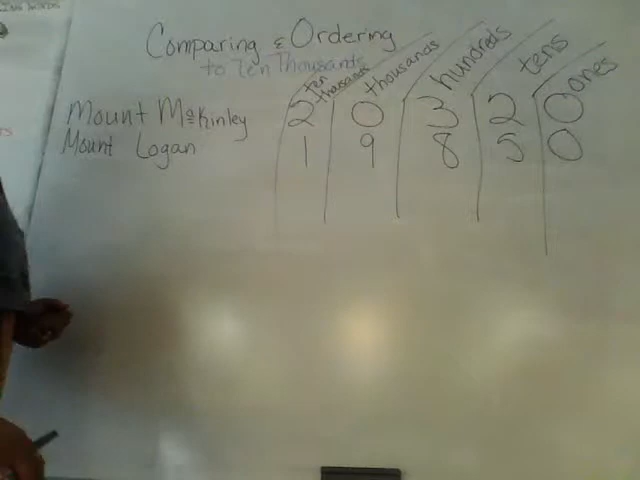 Comparing & Ordering
to Ten Thousands
ten thousands thousands hundreds tens ones
Mount McKinley 2 0 3 2 0
Mount Logan 1 9 8 5 0